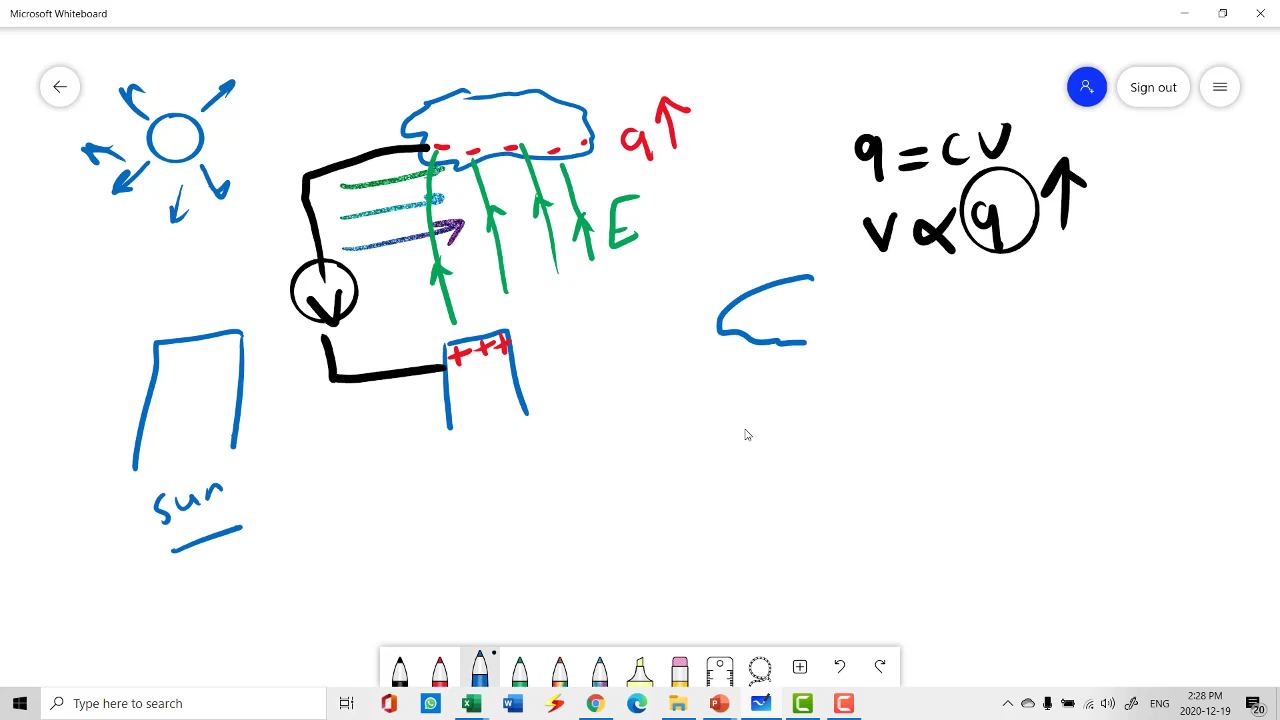 Microsoft Whiteboard
Sign out
q↑
q = CV
V ∝ q ↑
E
- - - - - -
+ + +
sun
Type here to search
ENG
2:28 PM
2020-12-19
20